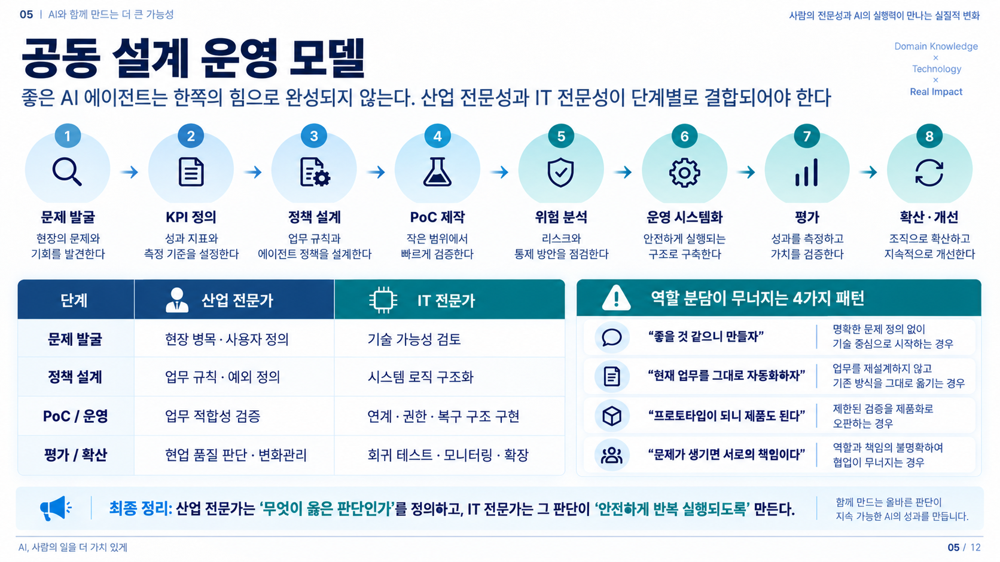 05 | AI와 함께 만드는 더 큰 가능성
사람의 전문성과 AI의 실행력이 만나는 실질적 변화
공동 설계 운영 모델
Domain Knowledge
×
Technology
×
Real Impact
좋은 AI 에이전트는 한쪽의 힘으로 완성되지 않는다. 산업 전문성과 IT 전문성이 단계별로 결합되어야 한다
1
문제 발굴
현장의 문제와
기회를 발견한다
2
KPI 정의
성과 지표와
측정 기준을 설정한다
3
정책 설계
업무 규칙과
에이전트 정책을 설계한다
4
PoC 제작
작은 범위에서
빠르게 검증한다
5
위험 분석
리스크와
통제 방안을 점검한다
6
운영 시스템화
안전하게 실행되는
구조로 구축한다
7
평가
성과를 측정하고
가치를 검증한다
8
확산 · 개선
조직으로 확산하고
지속적으로 개선한다
단계 산업 전문가 IT 전문가
문제 발굴 현장 병목 · 사용자 정의 기술 가능성 검토
정책 설계 업무 규칙 · 예외 정의 시스템 로직 구조화
PoC / 운영 업무 적합성 검증 연계 · 권한 · 복구 구조 구현
평가 / 확산 현업 품질 판단 · 변화관리 회귀 테스트 · 모니터링 · 확장
역할 분담이 무너지는 4가지 패턴
“좋을 것 같으니 만들자”
명확한 문제 정의 없이
기술 중심으로 시작하는 경우
“현재 업무를 그대로 자동화하자”
업무를 재설계하지 않고
기존 방식을 그대로 옮기는 경우
“프로토타입이 되니 제품도 된다”
제한된 검증을 제품화로
오판하는 경우
“문제가 생기면 서로의 책임이다”
역할과 책임의 불명확하여
협업이 무너지는 경우
최종 정리: 산업 전문가는 ‘무엇이 옳은 판단인가’를 정의하고, IT 전문가는 그 판단이 ‘안전하게 반복 실행되도록’ 만든다.
함께 만드는 올바른 판단이
지속 가능한 AI의 성과를 만듭니다.
AI, 사람의 일을 더 가치 있게
05 / 12